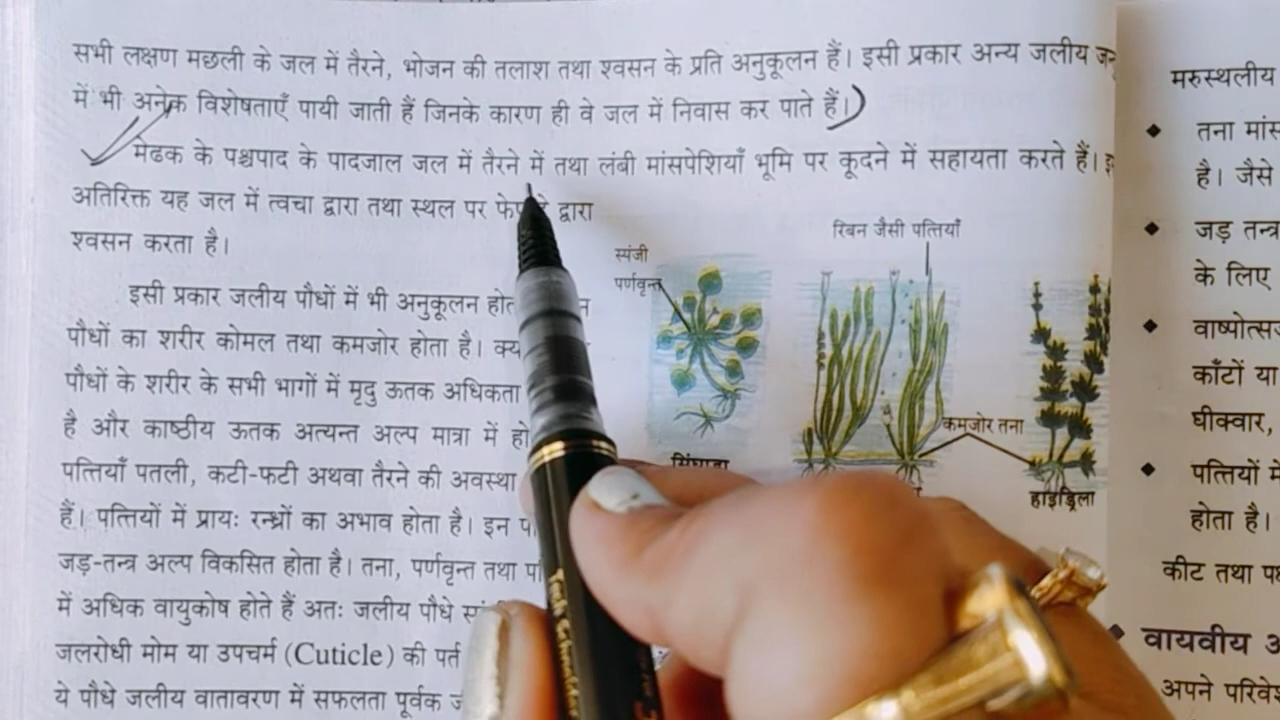 सभी लक्षण मछली के जल में तैरने, भोजन की तलाश तथा श्वसन के प्रति अनुकूलन हैं। इसी प्रकार अन्य जलीय
में भी अनेक विशेषताएँ पायी जाती हैं जिनके कारण ही वे जल में निवास कर पाते हैं।
मेढक के पश्चपाद के पादजाल जल में तैरने में तथा लंबी मांसपेशियाँ भूमि पर कूदने में सहायता करते हैं।
अतिरिक्त यह जल में त्वचा द्वारा तथा स्थल पर द्वारा
श्वसन करता है।
इसी प्रकार जलीय पौधों में भी अनुकूलन
पौधों का शरीर कोमल तथा कमजोर होता है।
पौधों के शरीर के सभी भागों में मृदु ऊतक अधिकता
है और काष्ठीय ऊतक अत्यन्त अल्प मात्रा में
पत्तियाँ पतली, कटी-फटी अथवा तैरने की अवस्था
हैं। पत्तियों में प्रायः रन्ध्रों का अभाव होता है। इन
जड़-तन्त्र अल्प विकसित होता है। तना, पर्णवृन्त तथा
में अधिक वायुकोष होते हैं अतः जलीय पौधे
जलरोधी मोम या उपचर्म (Cuticle) की
ये पौधे जलीय वातावरण में सफलता पूर्वक
रिबन जैसी पत्तियाँ
स्पंजी
पर्णवृन्त
कमजोर तना
सिंघाड़ा
हाइड्रिला
मरुस्थलीय
तना
है। जैसे
जड़
के लिए
काँटों या
घीक्वार,
पत्तियों में
होता है।
कीट तथा
वायवीय
अपने